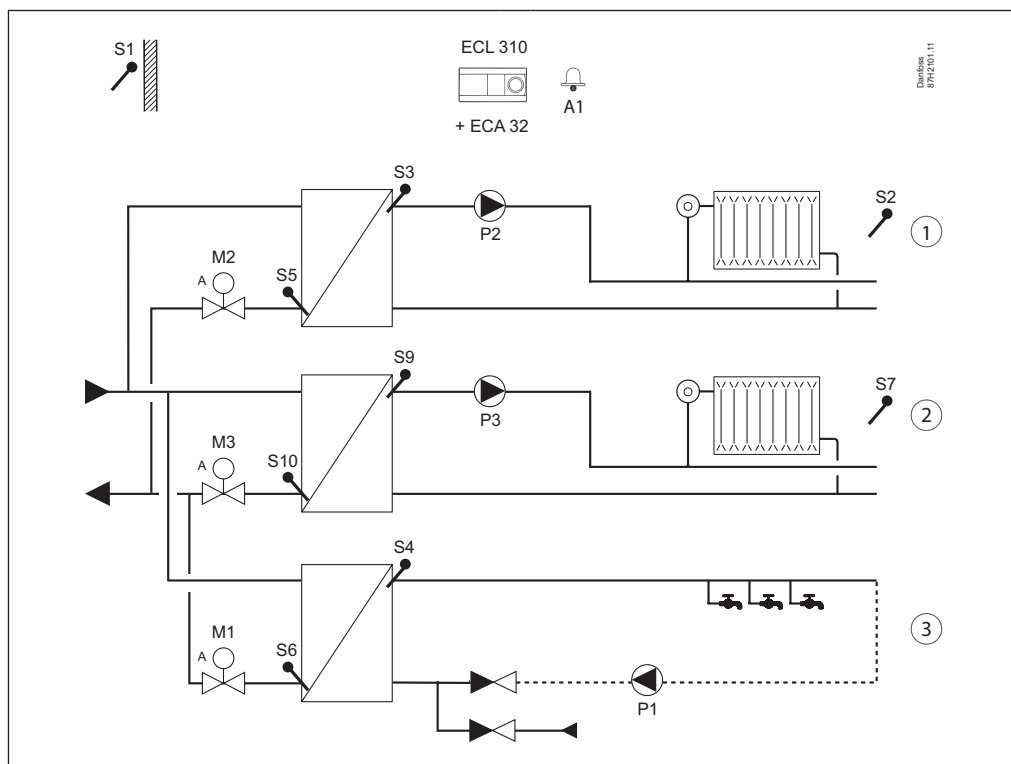 S1
ECL 310
+ ECA 32
A1
Danfoss
87H2101.11
S3
P2
S2
1
M2
A
S5
S9
P3
S7
2
M3
A
S10
S4
3
M1
A
S6
P1